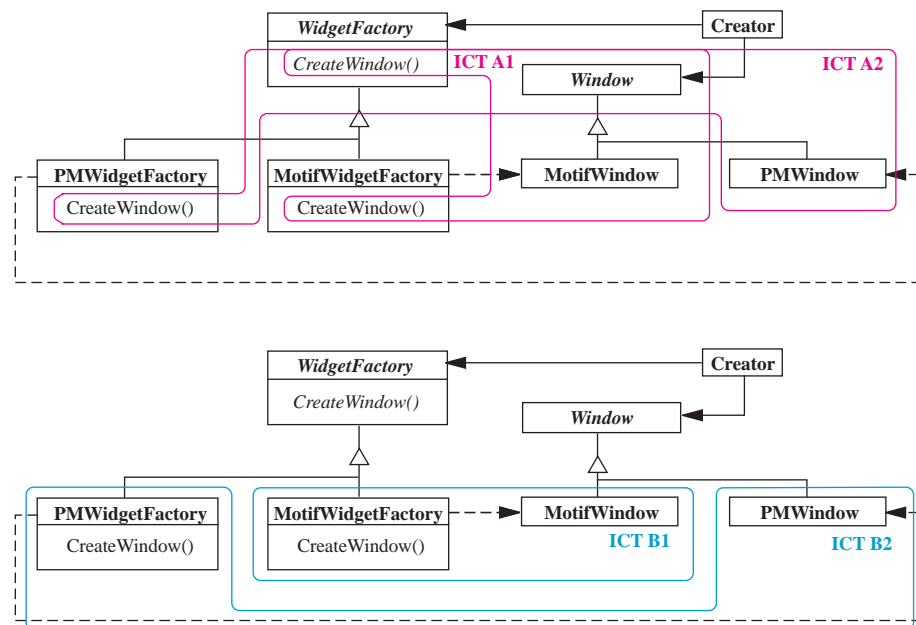 WidgetFactory
Creator
CreateWindow()
ICT A1
Window
ICT A2
PMWidgetFactory
CreateWindow()
MotifWidgetFactory
CreateWindow()
MotifWindow
PMWindow
WidgetFactory
Creator
CreateWindow()
Window
PMWidgetFactory
CreateWindow()
MotifWidgetFactory
CreateWindow()
MotifWindow
ICT B1
PMWindow
ICT B2